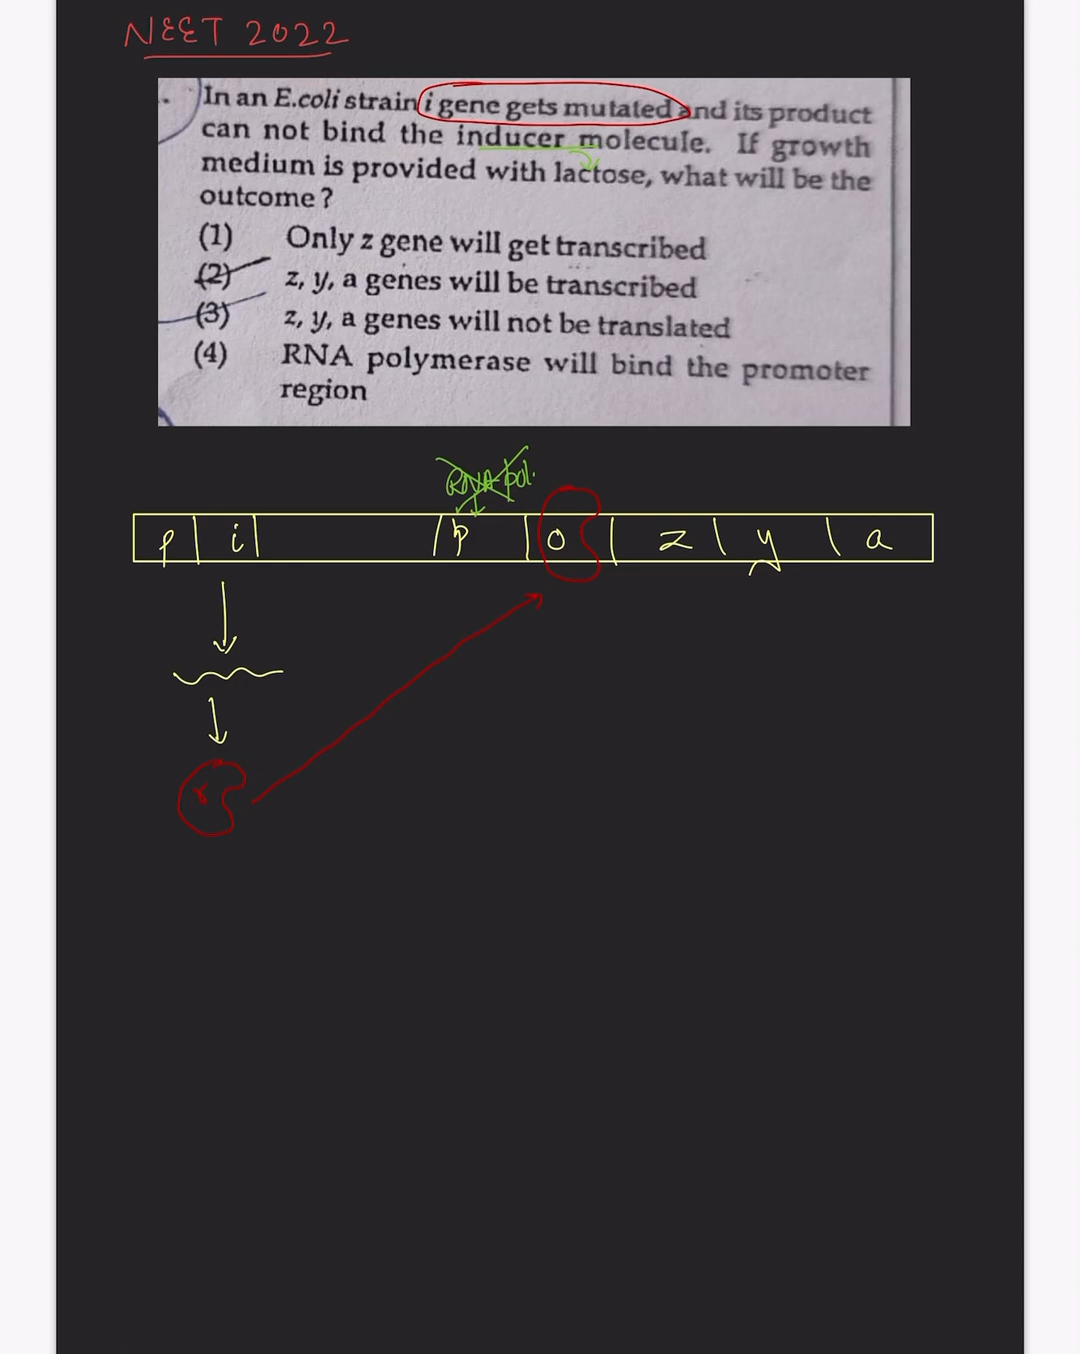 NEET 2022
In an E.coli strain i gene gets mutated and its product
can not bind the inducer molecule. If growth
medium is provided with lactose, what will be the
outcome?
(1) Only z gene will get transcribed
(2) z, y, a genes will be transcribed
(3) z, y, a genes will not be translated
(4) RNA polymerase will bind the promoter
region
RNA pol.
p i p o z y a
r